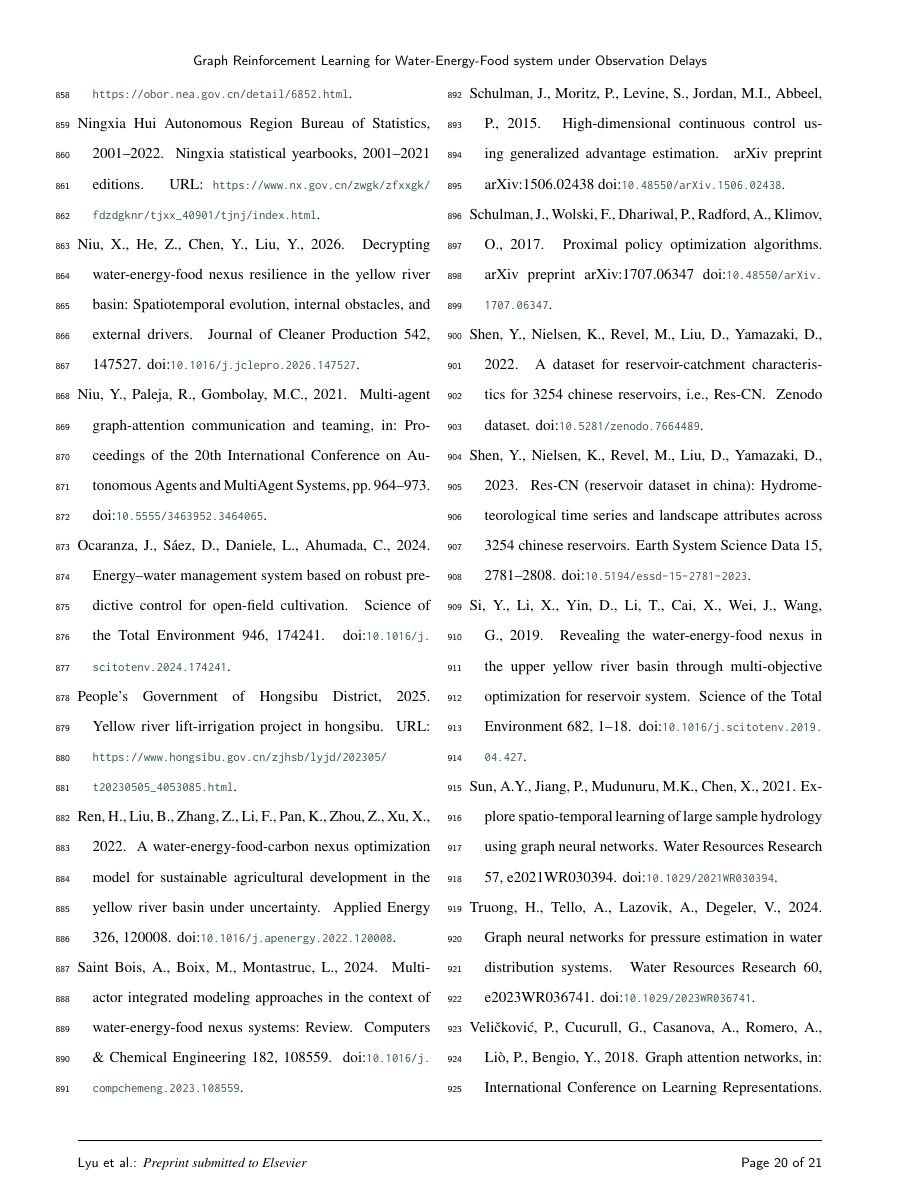 Graph Reinforcement Learning for Water-Energy-Food system under Observation Delays
858 https://obor.nea.gov.cn/detail/6852.html.
859 Ningxia Hui Autonomous Region Bureau of Statistics,
860 2001–2022. Ningxia statistical yearbooks, 2001–2021
861 editions. URL: https://www.nx.gov.cn/zwgk/zfxxgk/
862 fdzdgknr/tjxx_40901/tjnj/index.html.
863 Niu, X., He, Z., Chen, Y., Liu, Y., 2026. Decrypting
864 water-energy-food nexus resilience in the yellow river
865 basin: Spatiotemporal evolution, internal obstacles, and
866 external drivers. Journal of Cleaner Production 542,
867 147527. doi:10.1016/j.jclepro.2026.147527.
868 Niu, Y., Paleja, R., Gombolay, M.C., 2021. Multi-agent
869 graph-attention communication and teaming, in: Pro-
870 ceedings of the 20th International Conference on Au-
871 tonomous Agents and MultiAgent Systems, pp. 964–973.
872 doi:10.5555/3463952.3464065.
873 Ocaranza, J., Sáez, D., Daniele, L., Ahumada, C., 2024.
874 Energy–water management system based on robust pre-
875 dictive control for open-field cultivation. Science of
876 the Total Environment 946, 174241. doi:10.1016/j.
877 scitotenv.2024.174241.
878 People's Government of Hongsibu District, 2025.
879 Yellow river lift-irrigation project in hongsibu. URL:
880 https://www.hongsibu.gov.cn/zjhsb/lyjd/202305/
881 t20230505_4053085.html.
882 Ren, H., Liu, B., Zhang, Z., Li, F., Pan, K., Zhou, Z., Xu, X.,
883 2022. A water-energy-food-carbon nexus optimization
884 model for sustainable agricultural development in the
885 yellow river basin under uncertainty. Applied Energy
886 326, 120008. doi:10.1016/j.apenergy.2022.120008.
887 Saint Bois, A., Boix, M., Montastruc, L., 2024. Multi-
888 actor integrated modeling approaches in the context of
889 water-energy-food nexus systems: Review. Computers
890 & Chemical Engineering 182, 108559. doi:10.1016/j.
891 compchemeng.2023.108559.
892 Schulman, J., Moritz, P., Levine, S., Jordan, M.I., Abbeel,
893 P., 2015. High-dimensional continuous control us-
894 ing generalized advantage estimation. arXiv preprint
895 arXiv:1506.02438 doi:10.48550/arXiv.1506.02438.
896 Schulman, J., Wolski, F., Dhariwal, P., Radford, A., Klimov,
897 O., 2017. Proximal policy optimization algorithms.
898 arXiv preprint arXiv:1707.06347 doi:10.48550/arXiv.
899 1707.06347.
900 Shen, Y., Nielsen, K., Revel, M., Liu, D., Yamazaki, D.,
901 2022. A dataset for reservoir-catchment characteris-
902 tics for 3254 chinese reservoirs, i.e., Res-CN. Zenodo
903 dataset. doi:10.5281/zenodo.7664489.
904 Shen, Y., Nielsen, K., Revel, M., Liu, D., Yamazaki, D.,
905 2023. Res-CN (reservoir dataset in china): Hydrome-
906 teorological time series and landscape attributes across
907 3254 chinese reservoirs. Earth System Science Data 15,
908 2781–2808. doi:10.5194/essd-15-2781-2023.
909 Si, Y., Li, X., Yin, D., Li, T., Cai, X., Wei, J., Wang,
910 G., 2019. Revealing the water-energy-food nexus in
911 the upper yellow river basin through multi-objective
912 optimization for reservoir system. Science of the Total
913 Environment 682, 1–18. doi:10.1016/j.scitotenv.2019.
914 04.427.
915 Sun, A.Y., Jiang, P., Mudunuru, M.K., Chen, X., 2021. Ex-
916 plore spatio-temporal learning of large sample hydrology
917 using graph neural networks. Water Resources Research
918 57, e2021WR030394. doi:10.1029/2021WR030394.
919 Truong, H., Tello, A., Lazovik, A., Degeler, V., 2024.
920 Graph neural networks for pressure estimation in water
921 distribution systems. Water Resources Research 60,
922 e2023WR036741. doi:10.1029/2023WR036741.
923 Veličković, P., Cucurull, G., Casanova, A., Romero, A.,
924 Liò, P., Bengio, Y., 2018. Graph attention networks, in:
925 International Conference on Learning Representations.
Lyu et al.: Preprint submitted to Elsevier
Page 20 of 21